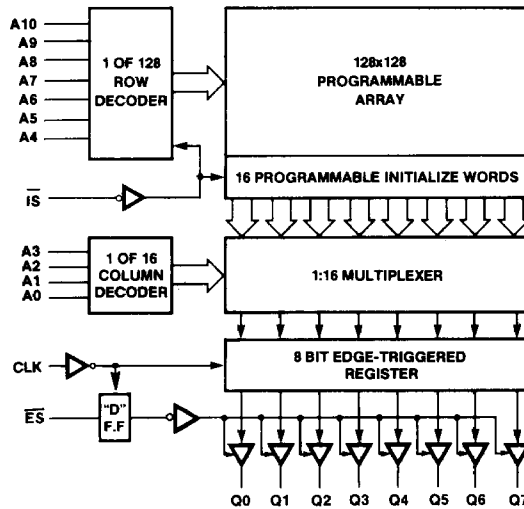 A10
A9
A8
A7
A6
A5
A4
1 OF 128
ROW
DECODER
128x128
PROGRAMMABLE
ARRAY
16 PROGRAMMABLE INITIALIZE WORDS
IS
A3
A2
A1
A0
1 OF 16
COLUMN
DECODER
1:16 MULTIPLEXER
CLK
8 BIT EDGE-TRIGGERED
REGISTER
ES
"D"
F.F
Q0 Q1 Q2 Q3 Q4 Q5 Q6 Q7